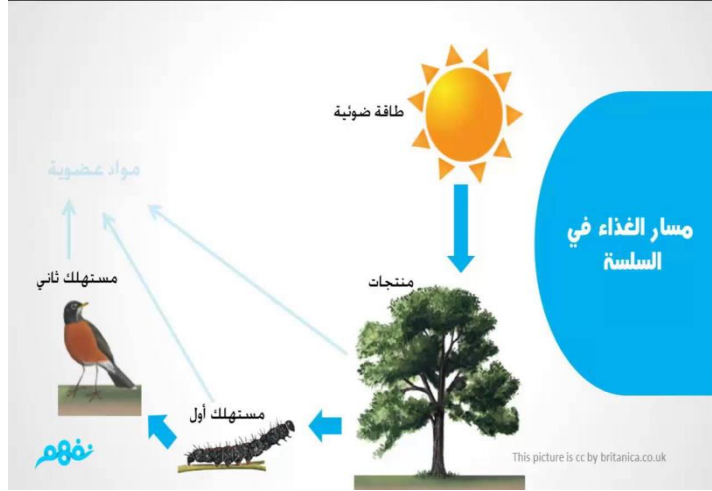 مسار الغذاء في
السلسة
طاقة ضوئية
مواد عضوية
منتجات
مستهلك ثاني
مستهلك أول
نفهم
This picture is cc by britanica.co.uk